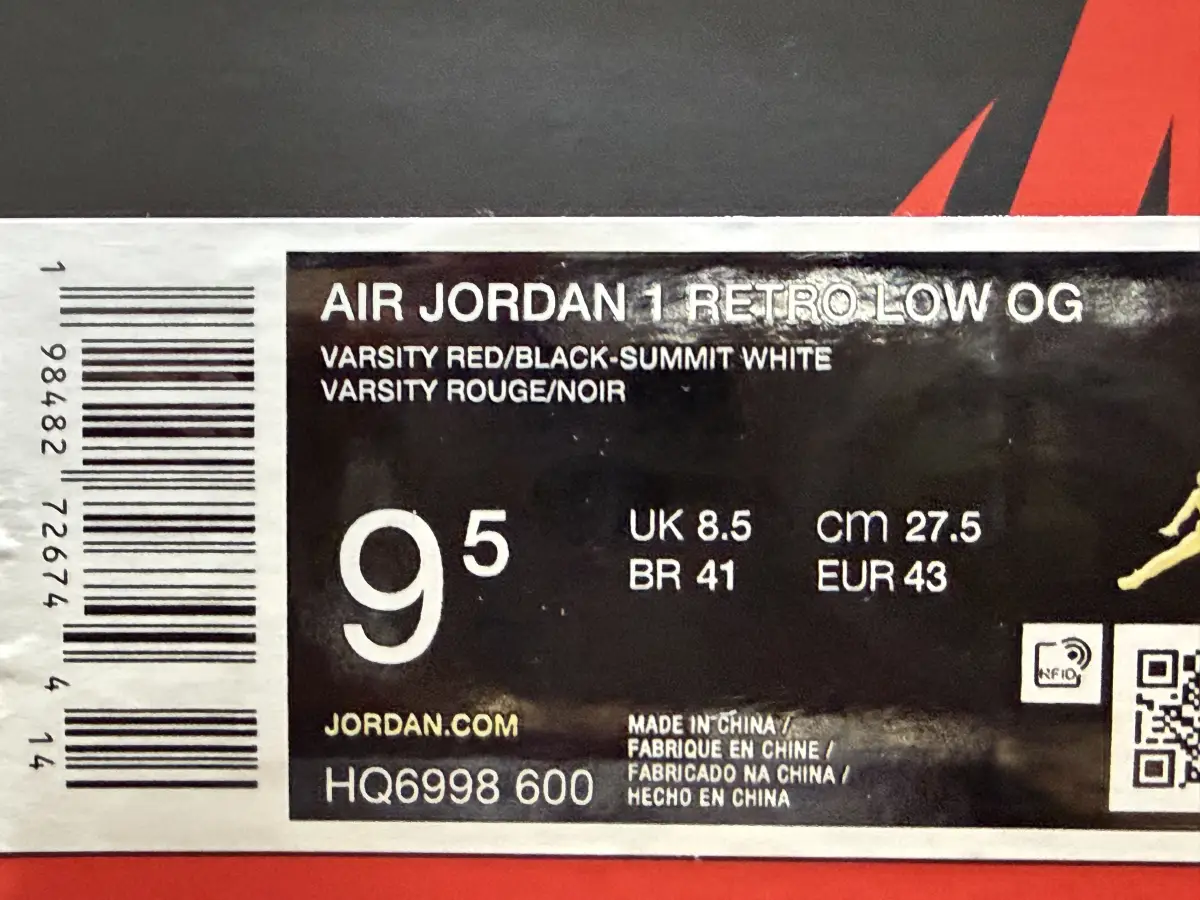 AIR JORDAN 1 RETRO LOW OG
VARSITY RED/BLACK-SUMMIT WHITE
VARSITY ROUGE/NOIR
9 5
UK 8.5 cm 27.5
BR 41 EUR 43
RFID
JORDAN.COM
HQ6998 600
MADE IN CHINA /
FABRIQUE EN CHINE /
FABRICADO NA CHINA /
HECHO EN CHINA
1 98482 72674 4 14